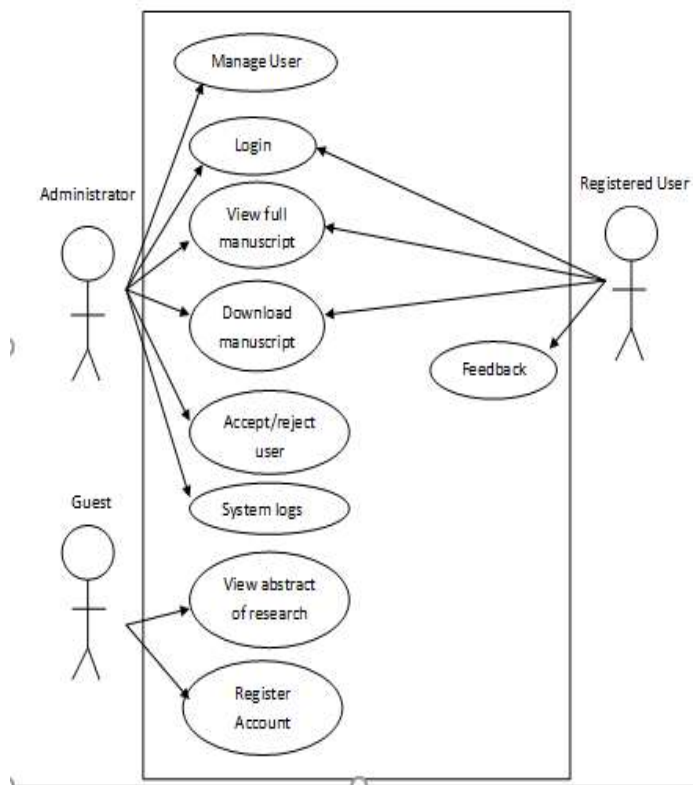 Manage User
Login
Administrator
Registered User
View full
manuscript
Download
manuscript
Feedback
Accept/reject
user
Guest
System logs
View abstract
of research
Register
Account